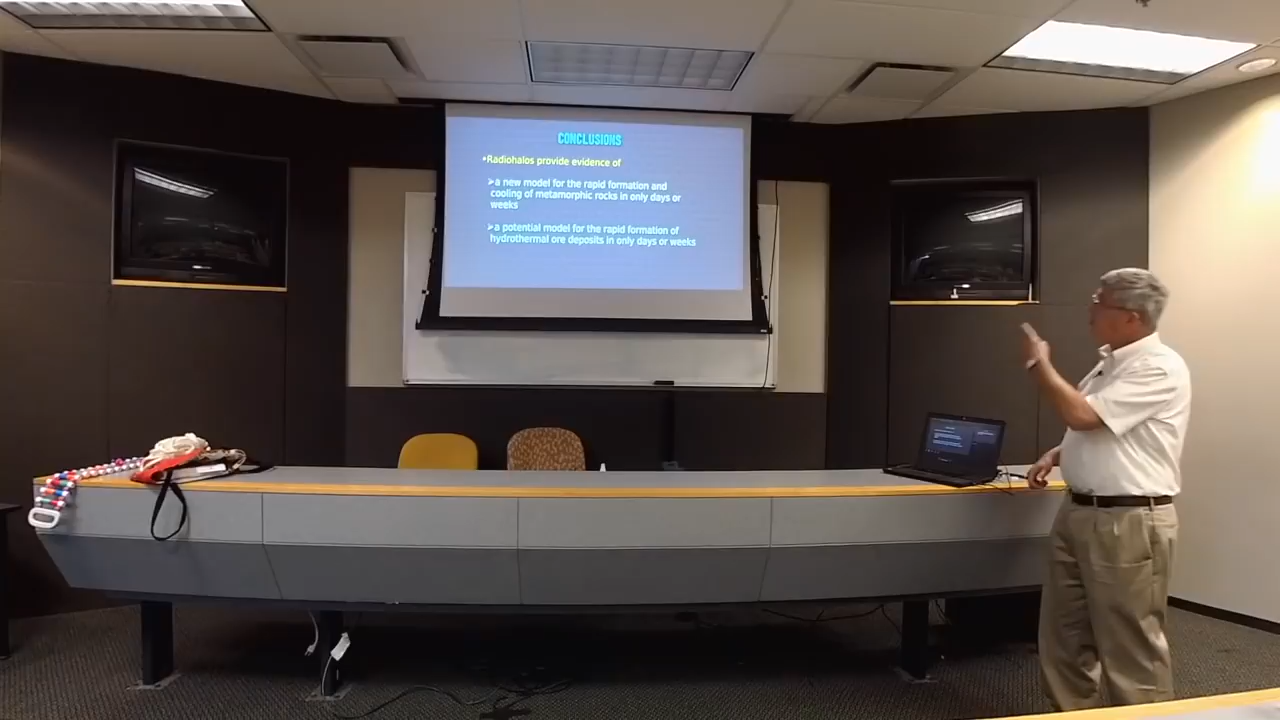 CONCLUSIONS
•Radiohalos provide evidence of
➢a new model for the rapid formation and
cooling of metamorphic rocks in only days or
weeks
➢a potential model for the rapid formation of
hydrothermal ore deposits in only days or weeks